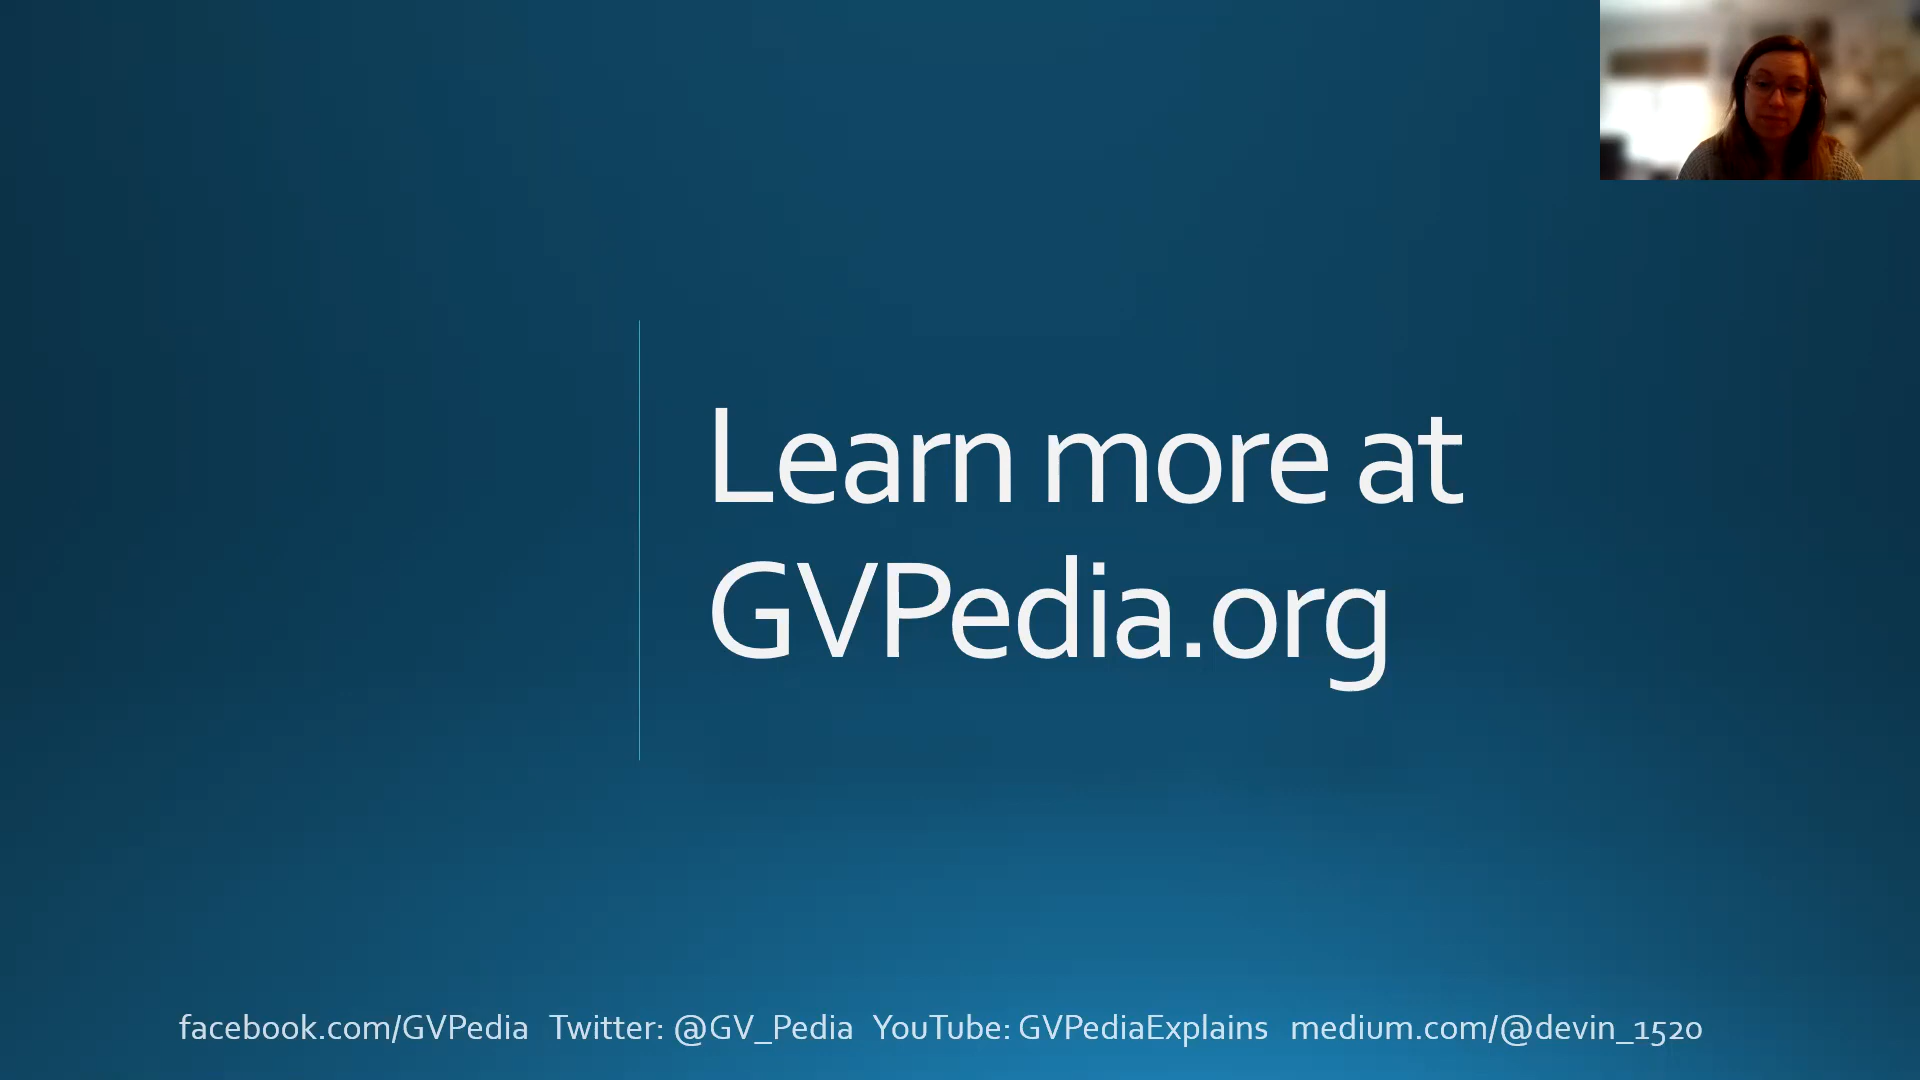 Learn more at
GVPedia.org
facebook.com/GVPedia Twitter: @GV_Pedia YouTube: GVPediaExplains medium.com/@devin_1520